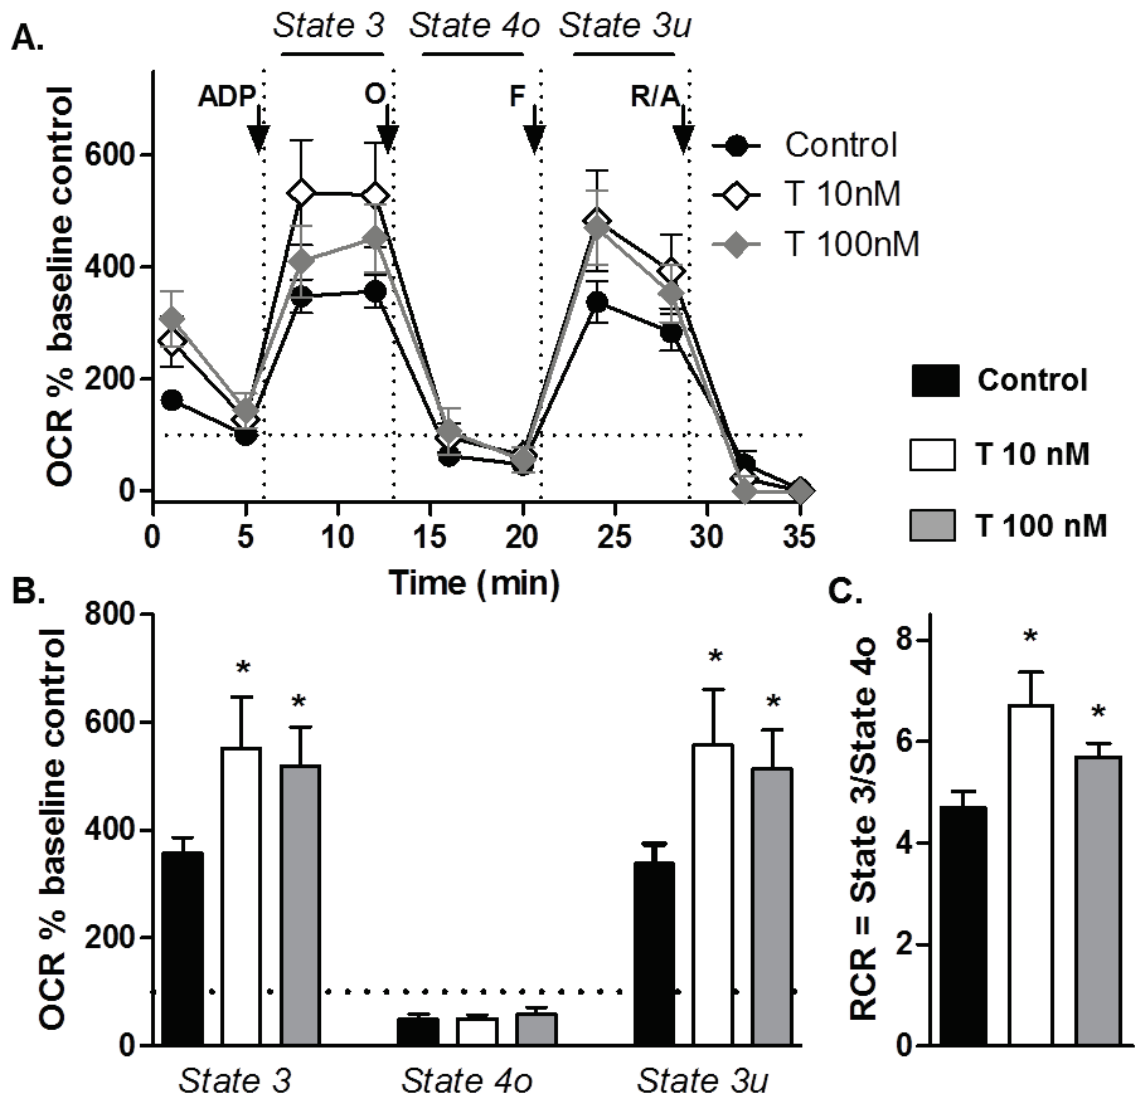 A.
State 3 State 4o State 3u
ADP O F R/A
OCR % baseline control
600
400
200
0
0 5 10 15 20 25 30 35
Time (min)
Control
T 10nM
T 100nM
Control
T 10 nM
T 100 nM
B.
OCR % baseline control
800
600
400
200
0
* * * *
State 3 State 4o State 3u
C.
RCR = State 3/State 4o
8
6
4
2
0
* *